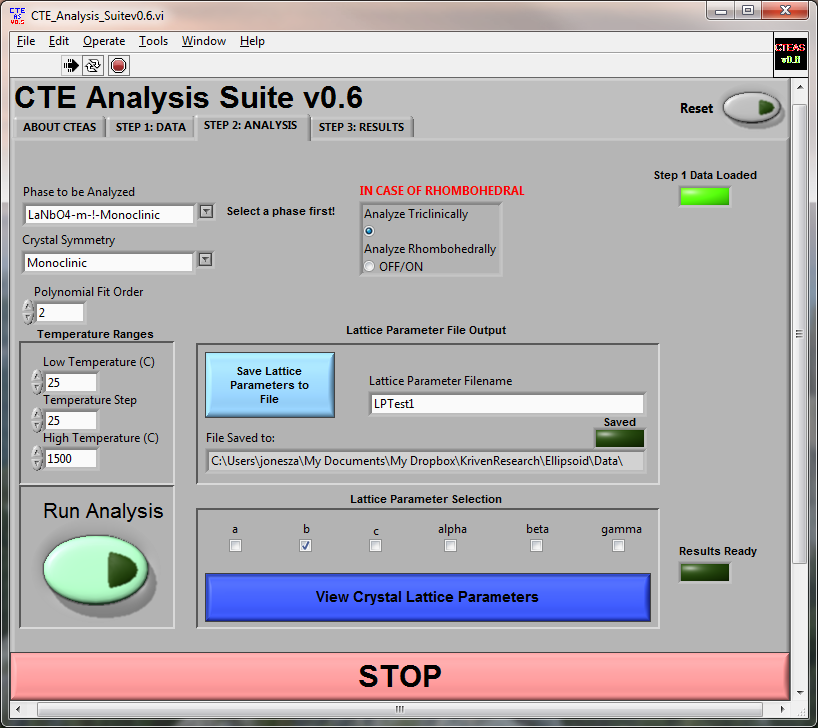 CTE
AS
v0.5
CTE_Analysis_Suitev0.6.vi
File Edit Operate Tools Window Help
CTEAS
CTE Analysis Suite v0.6
Reset
ABOUT CTEAS STEP 1: DATA STEP 2: ANALYSIS STEP 3: RESULTS
Step 1 Data Loaded
Phase to be Analyzed
LaNbO4-m-!-Monoclinic
Select a phase first!
IN CASE OF RHOMBOHEDRAL
Analyze Triclinically
Analyze Rhombohedrally
OFF/ON
Crystal Symmetry
Monoclinic
Polynomial Fit Order
2
Temperature Ranges
Low Temperature (C)
25
Temperature Step
25
High Temperature (C)
1500
Lattice Parameter File Output
Save Lattice
Parameters to
File
Lattice Parameter Filename
LPTest1
Saved
File Saved to:
C:\Users\jonesza\My Documents\My Dropbox\KrivenResearch\Ellipsoid\Data\
Run Analysis
Lattice Parameter Selection
a b c alpha beta gamma
View Crystal Lattice Parameters
Results Ready
STOP